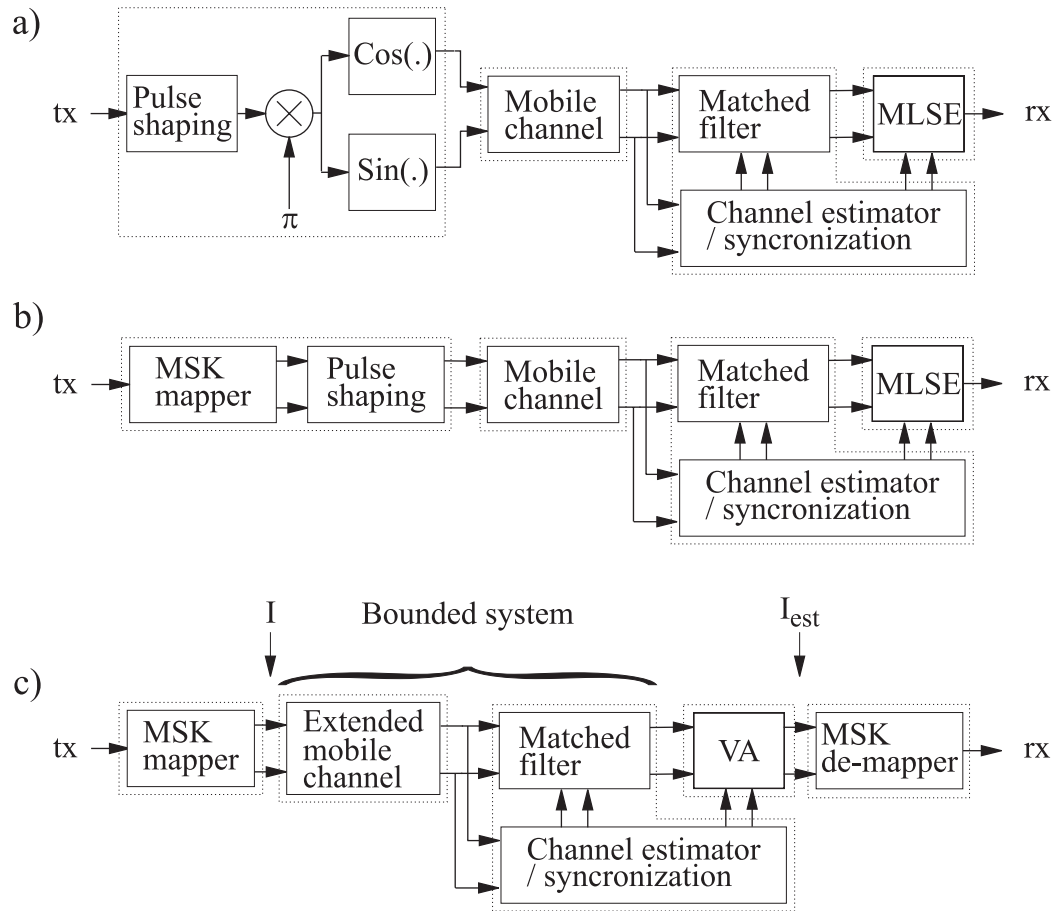 a)
tx
Pulse
shaping
π
Cos(.)
Sin(.)
Mobile
channel
Matched
filter
MLSE
rx
Channel estimator
/ syncronization
b)
tx
MSK
mapper
Pulse
shaping
Mobile
channel
Matched
filter
MLSE
rx
Channel estimator
/ syncronization
I
Bounded system
I_est
c)
tx
MSK
mapper
Extended
mobile
channel
Matched
filter
VA
MSK
de-mapper
rx
Channel estimator
/ syncronization